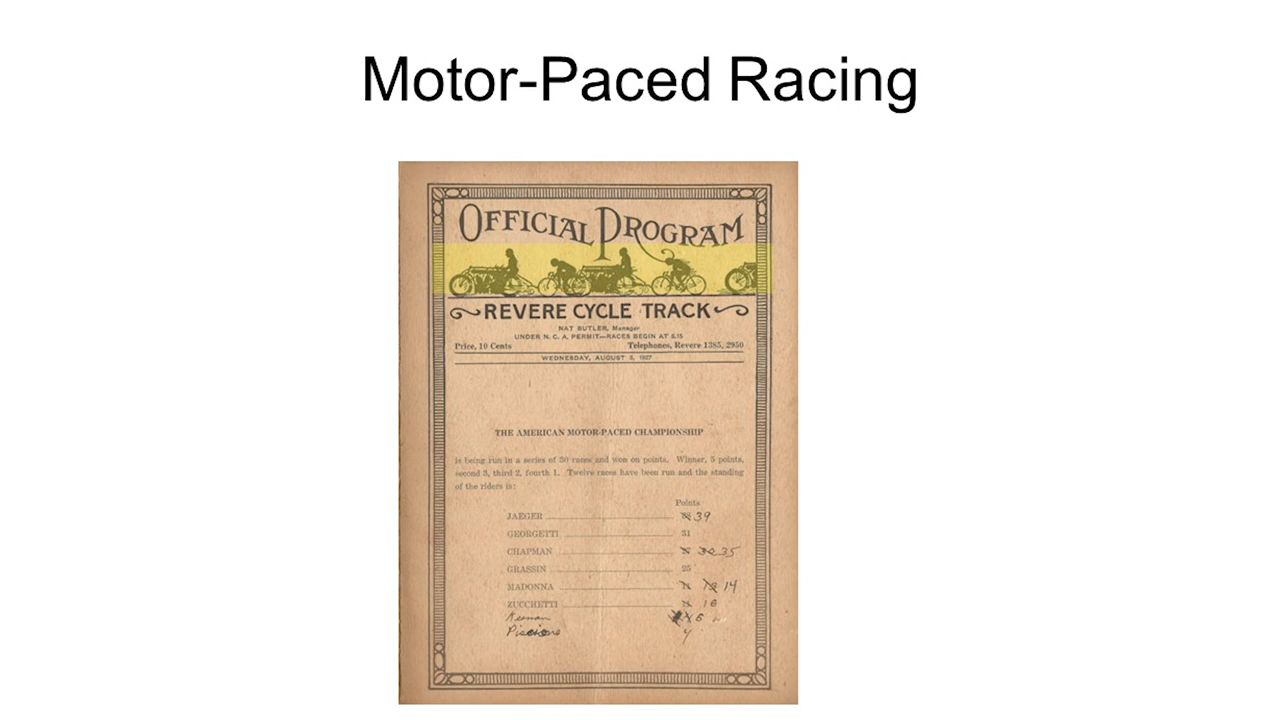 Motor-Paced Racing
OFFICIAL PROGRAM
REVERE CYCLE TRACK
NAT BUTLER, Manager
UNDER N. C. A. PERMIT—RACES BEGIN AT 8.15
Price, 10 Cents Telephones, Revere 1385, 2950
WEDNESDAY, AUGUST 3, 1927
THE AMERICAN MOTOR-PACED CHAMPIONSHIP
is being run in a series of 30 races and won on points. Winner, 5 points,
second 3, third 2, fourth 1. Twelve races have been run and the standing
of the riders is:
Points
JAEGER 39
GEORGETTI 31
CHAPMAN 30 35
GRASSIN 25
MADONNA 14
ZUCCHETTI 16
Keenan 6
4